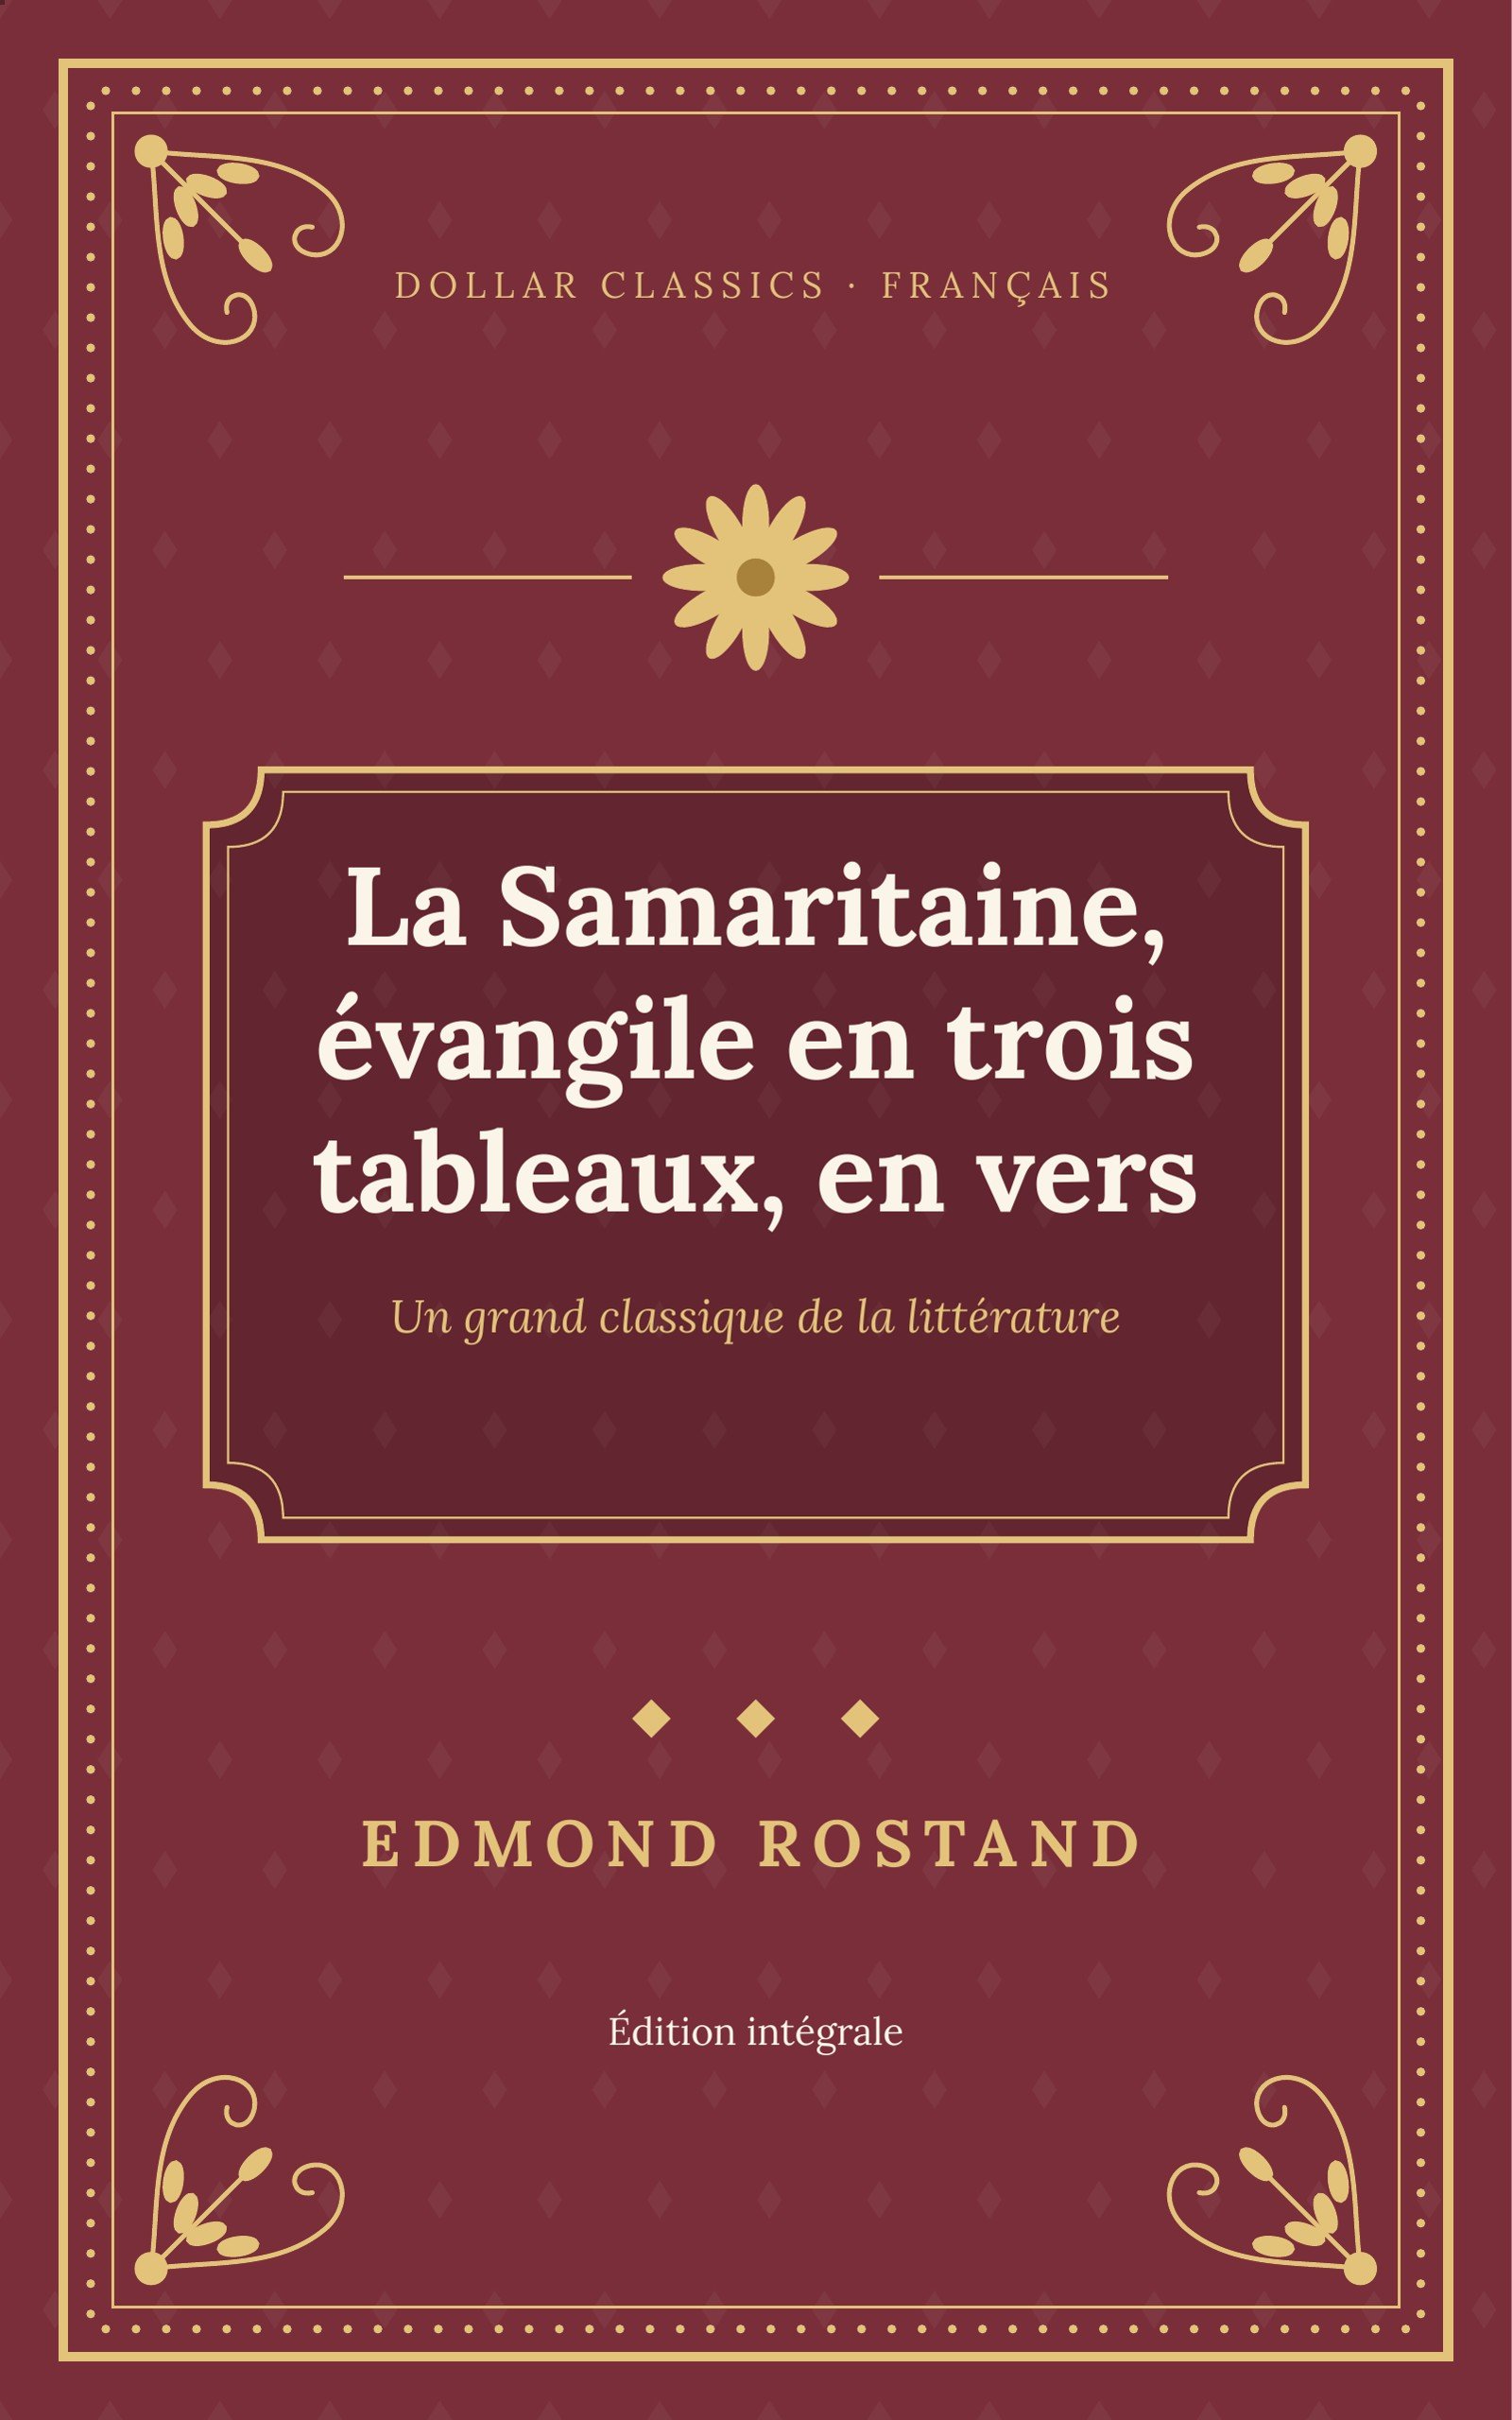 DOLLAR CLASSICS · FRANÇAIS
La Samaritaine,
évangile en trois
tableaux, en vers
Un grand classique de la littérature
EDMOND ROSTAND
Édition intégrale